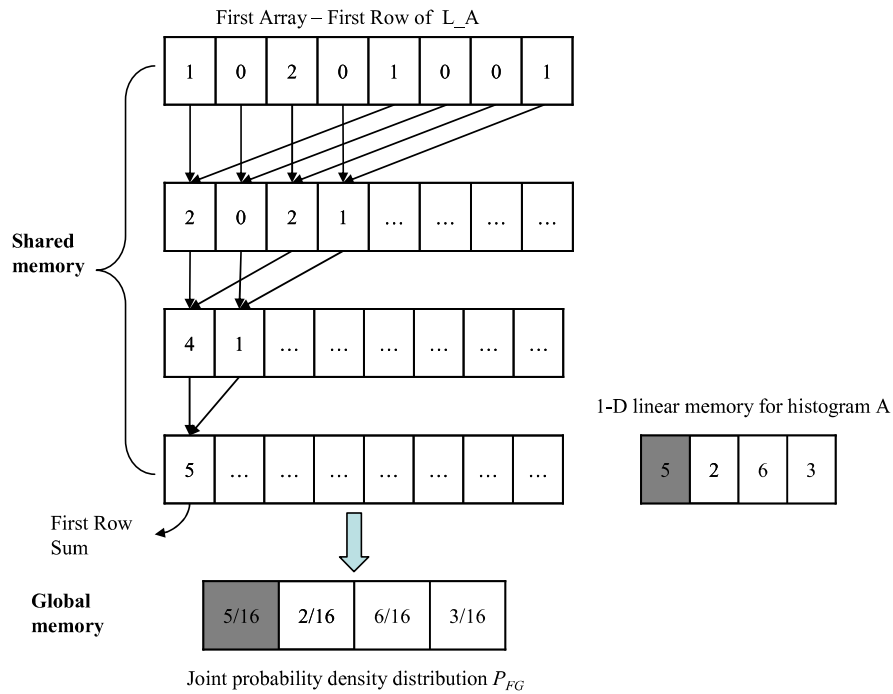 First Array – First Row of L_A
1 0 2 0 1 0 0 1
2 0 2 1 ... ... ... ...
Shared
memory
4 1 ... ... ... ... ... ...
1-D linear memory for histogram A
5 ... ... ... ... ... ... ...
5 2 6 3
First Row
Sum
Global
memory
5/16 2/16 6/16 3/16
Joint probability density distribution P_FG